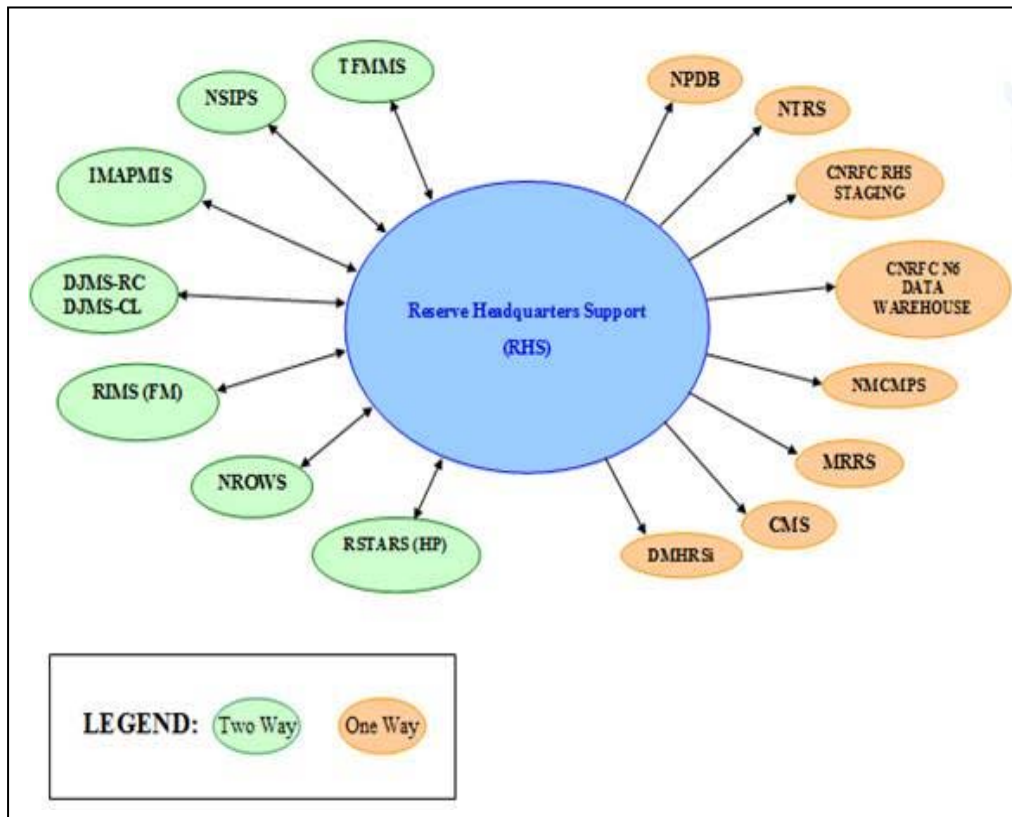 TFMMS
NSIPS
IMAPMIS
DJMS-RC
DJMS-CL
RIMS (FM)
NROWS
RSTARS (HP)
Reserve Headquarters Support
(RHS)
NPDB
NTRS
CNRFC RHS
STAGING
CNRFC N6
DATA
WAREHOUSE
NMCMPS
MRRS
CMS
DMHRSi
LEGEND:
Two Way
One Way